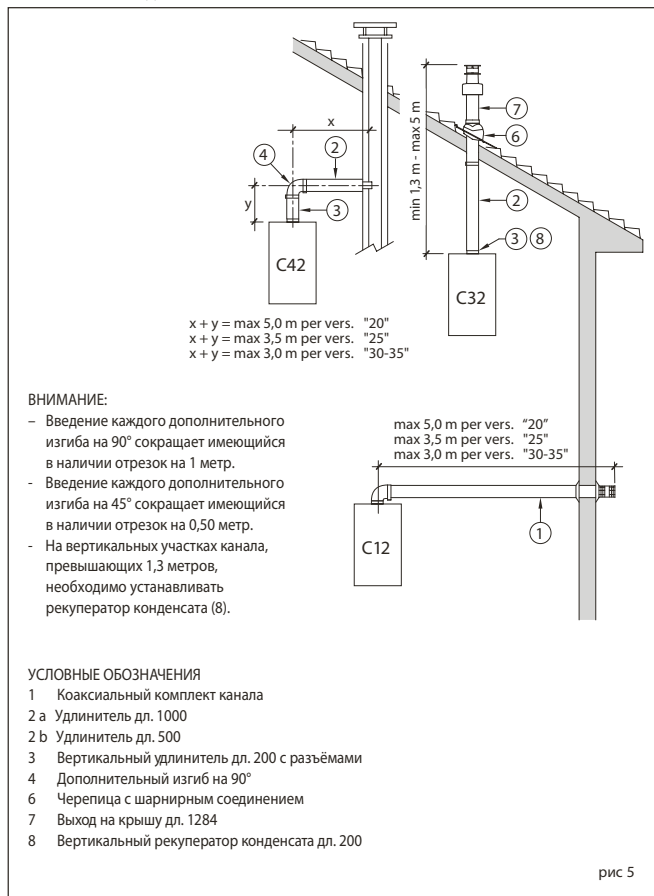 x
2
7
4
6
y
3
2
min 1,3 m - max 5 m
C42
3 8
C32
x + y = max 5,0 m per vers. "20"
x + y = max 3,5 m per vers. "25"
x + y = max 3,0 m per vers. "30-35"
ВНИМАНИЕ:
– Введение каждого дополнительного
изгиба на 90° сокращает имеющийся
в наличии отрезок на 1 метр.
- Введение каждого дополнительного
изгиба на 45° сокращает имеющийся
в наличии отрезок на 0,50 метр.
- На вертикальных участках канала,
превышающих 1,3 метров,
необходимо устанавливать
рекуператор конденсата (8).
max 5,0 m per vers. “20”
max 3,5 m per vers. "25"
max 3,0 m per vers. "30-35"
C12
1
УСЛОВНЫЕ ОБОЗНАЧЕНИЯ
1 Коаксиальный комплект канала
2 a Удлинитель дл. 1000
2 b Удлинитель дл. 500
3 Вертикальный удлинитель дл. 200 с разъёмами
4 Дополнительный изгиб на 90°
6 Черепица с шарнирным соединением
7 Выход на крышу дл. 1284
8 Вертикальный рекуператор конденсата дл. 200
рис 5